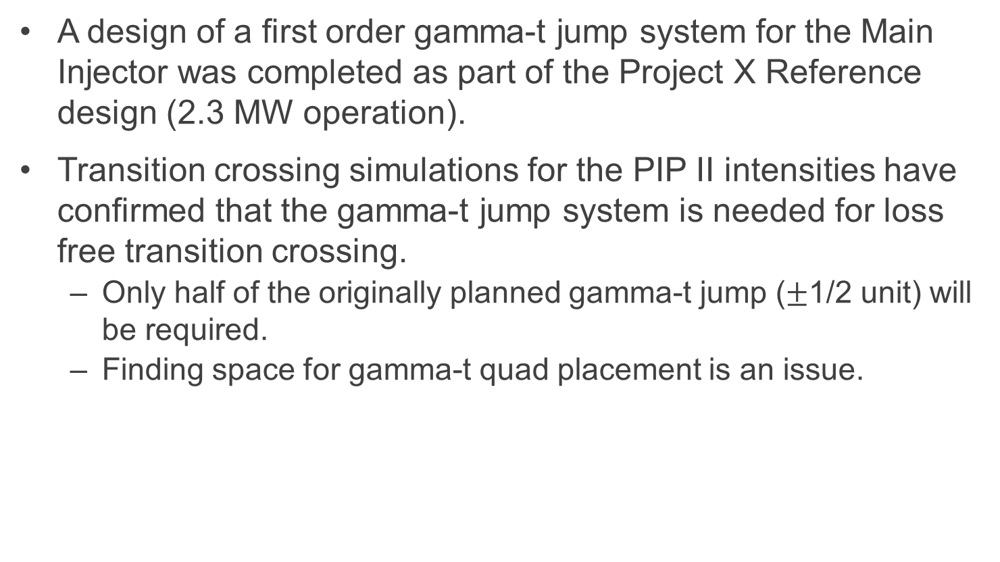 • A design of a first order gamma-t jump system for the Main
Injector was completed as part of the Project X Reference
design (2.3 MW operation).
• Transition crossing simulations for the PIP II intensities have
confirmed that the gamma-t jump system is needed for loss
free transition crossing.
– Only half of the originally planned gamma-t jump (±1/2 unit) will
be required.
– Finding space for gamma-t quad placement is an issue.